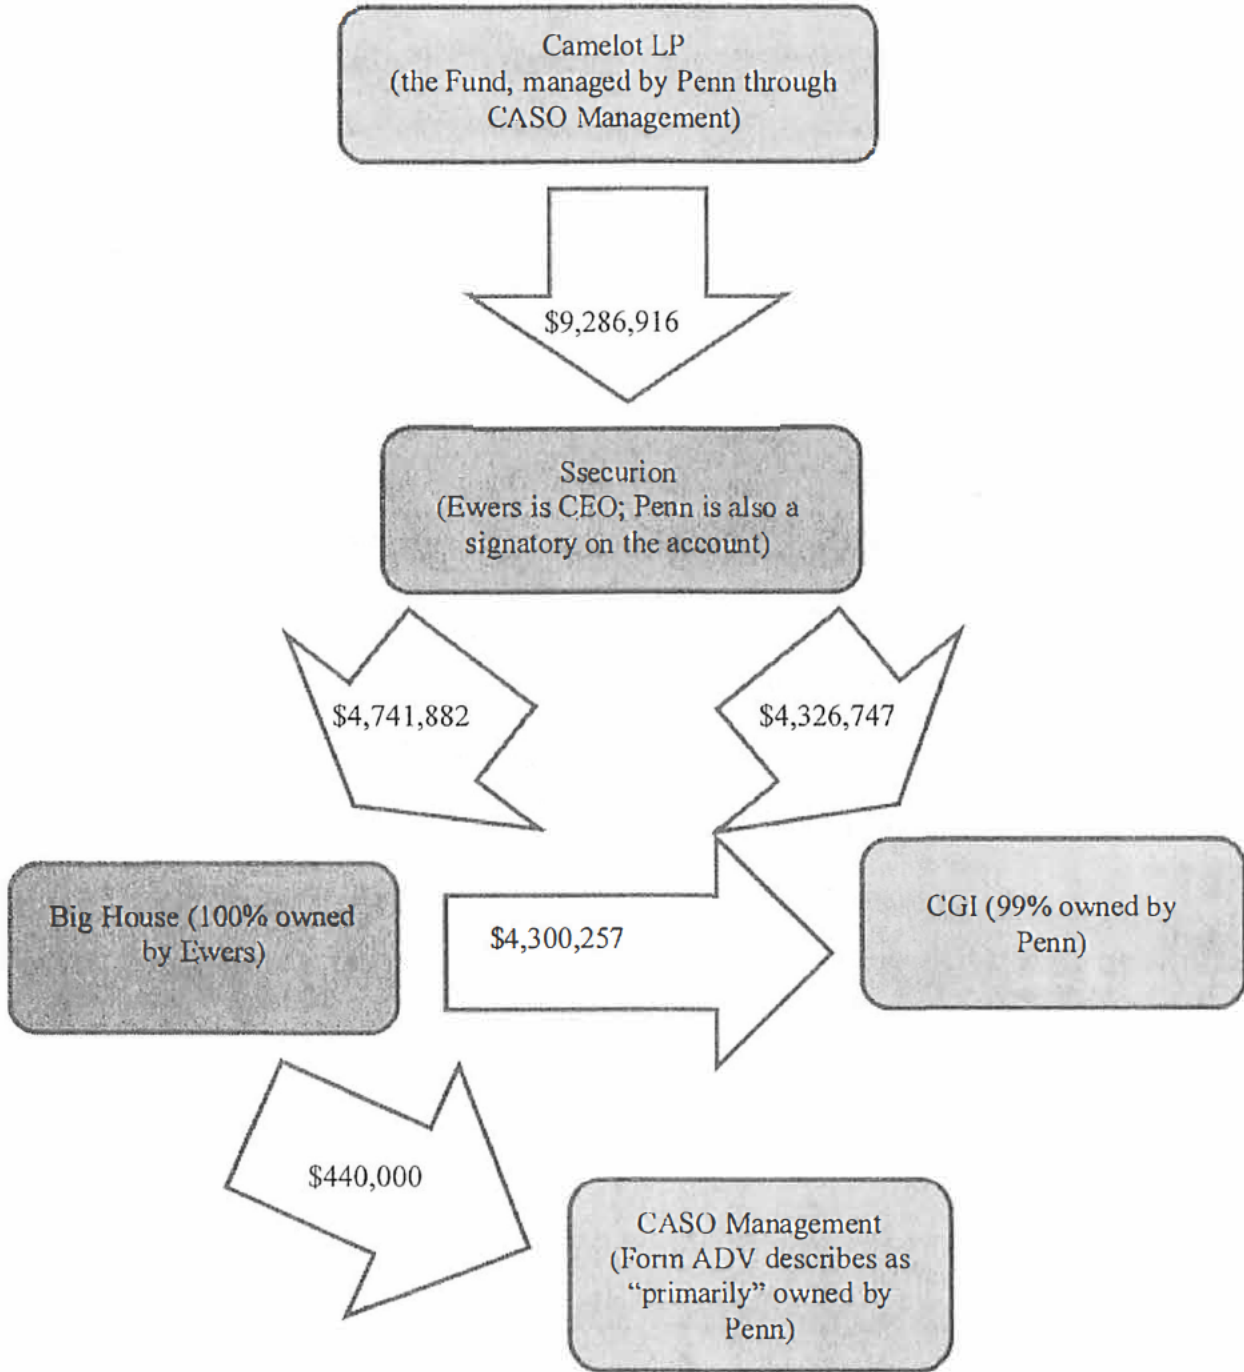 Camelot LP
(the Fund, managed by Penn through
CASO Management)
$9,286,916
Ssecurion
(Ewers is CEO; Penn is also a
signatory on the account)
$4,741,882
$4,326,747
Big House (100% owned
by Ewers)
$4,300,257
CGI (99% owned by
Penn)
$440,000
CASO Management
(Form ADV describes as
“primarily” owned by
Penn)